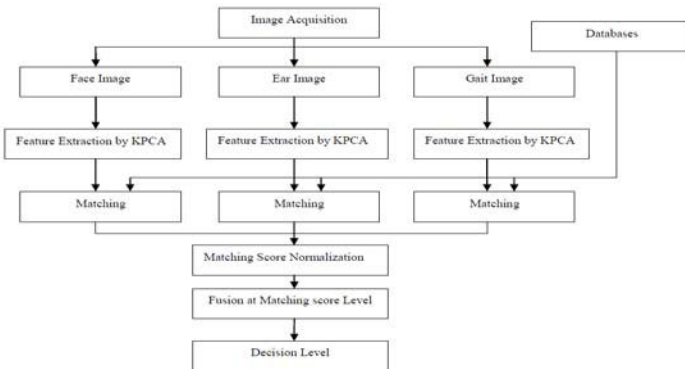 Image Acquisition
Databases
Face Image
Ear Image
Gait Image
Feature Extraction by KPCA
Feature Extraction by KPCA
Feature Extraction by KPCA
Matching
Matching
Matching
Matching Score Normalization
Fusion at Matching score Level
Decision Level